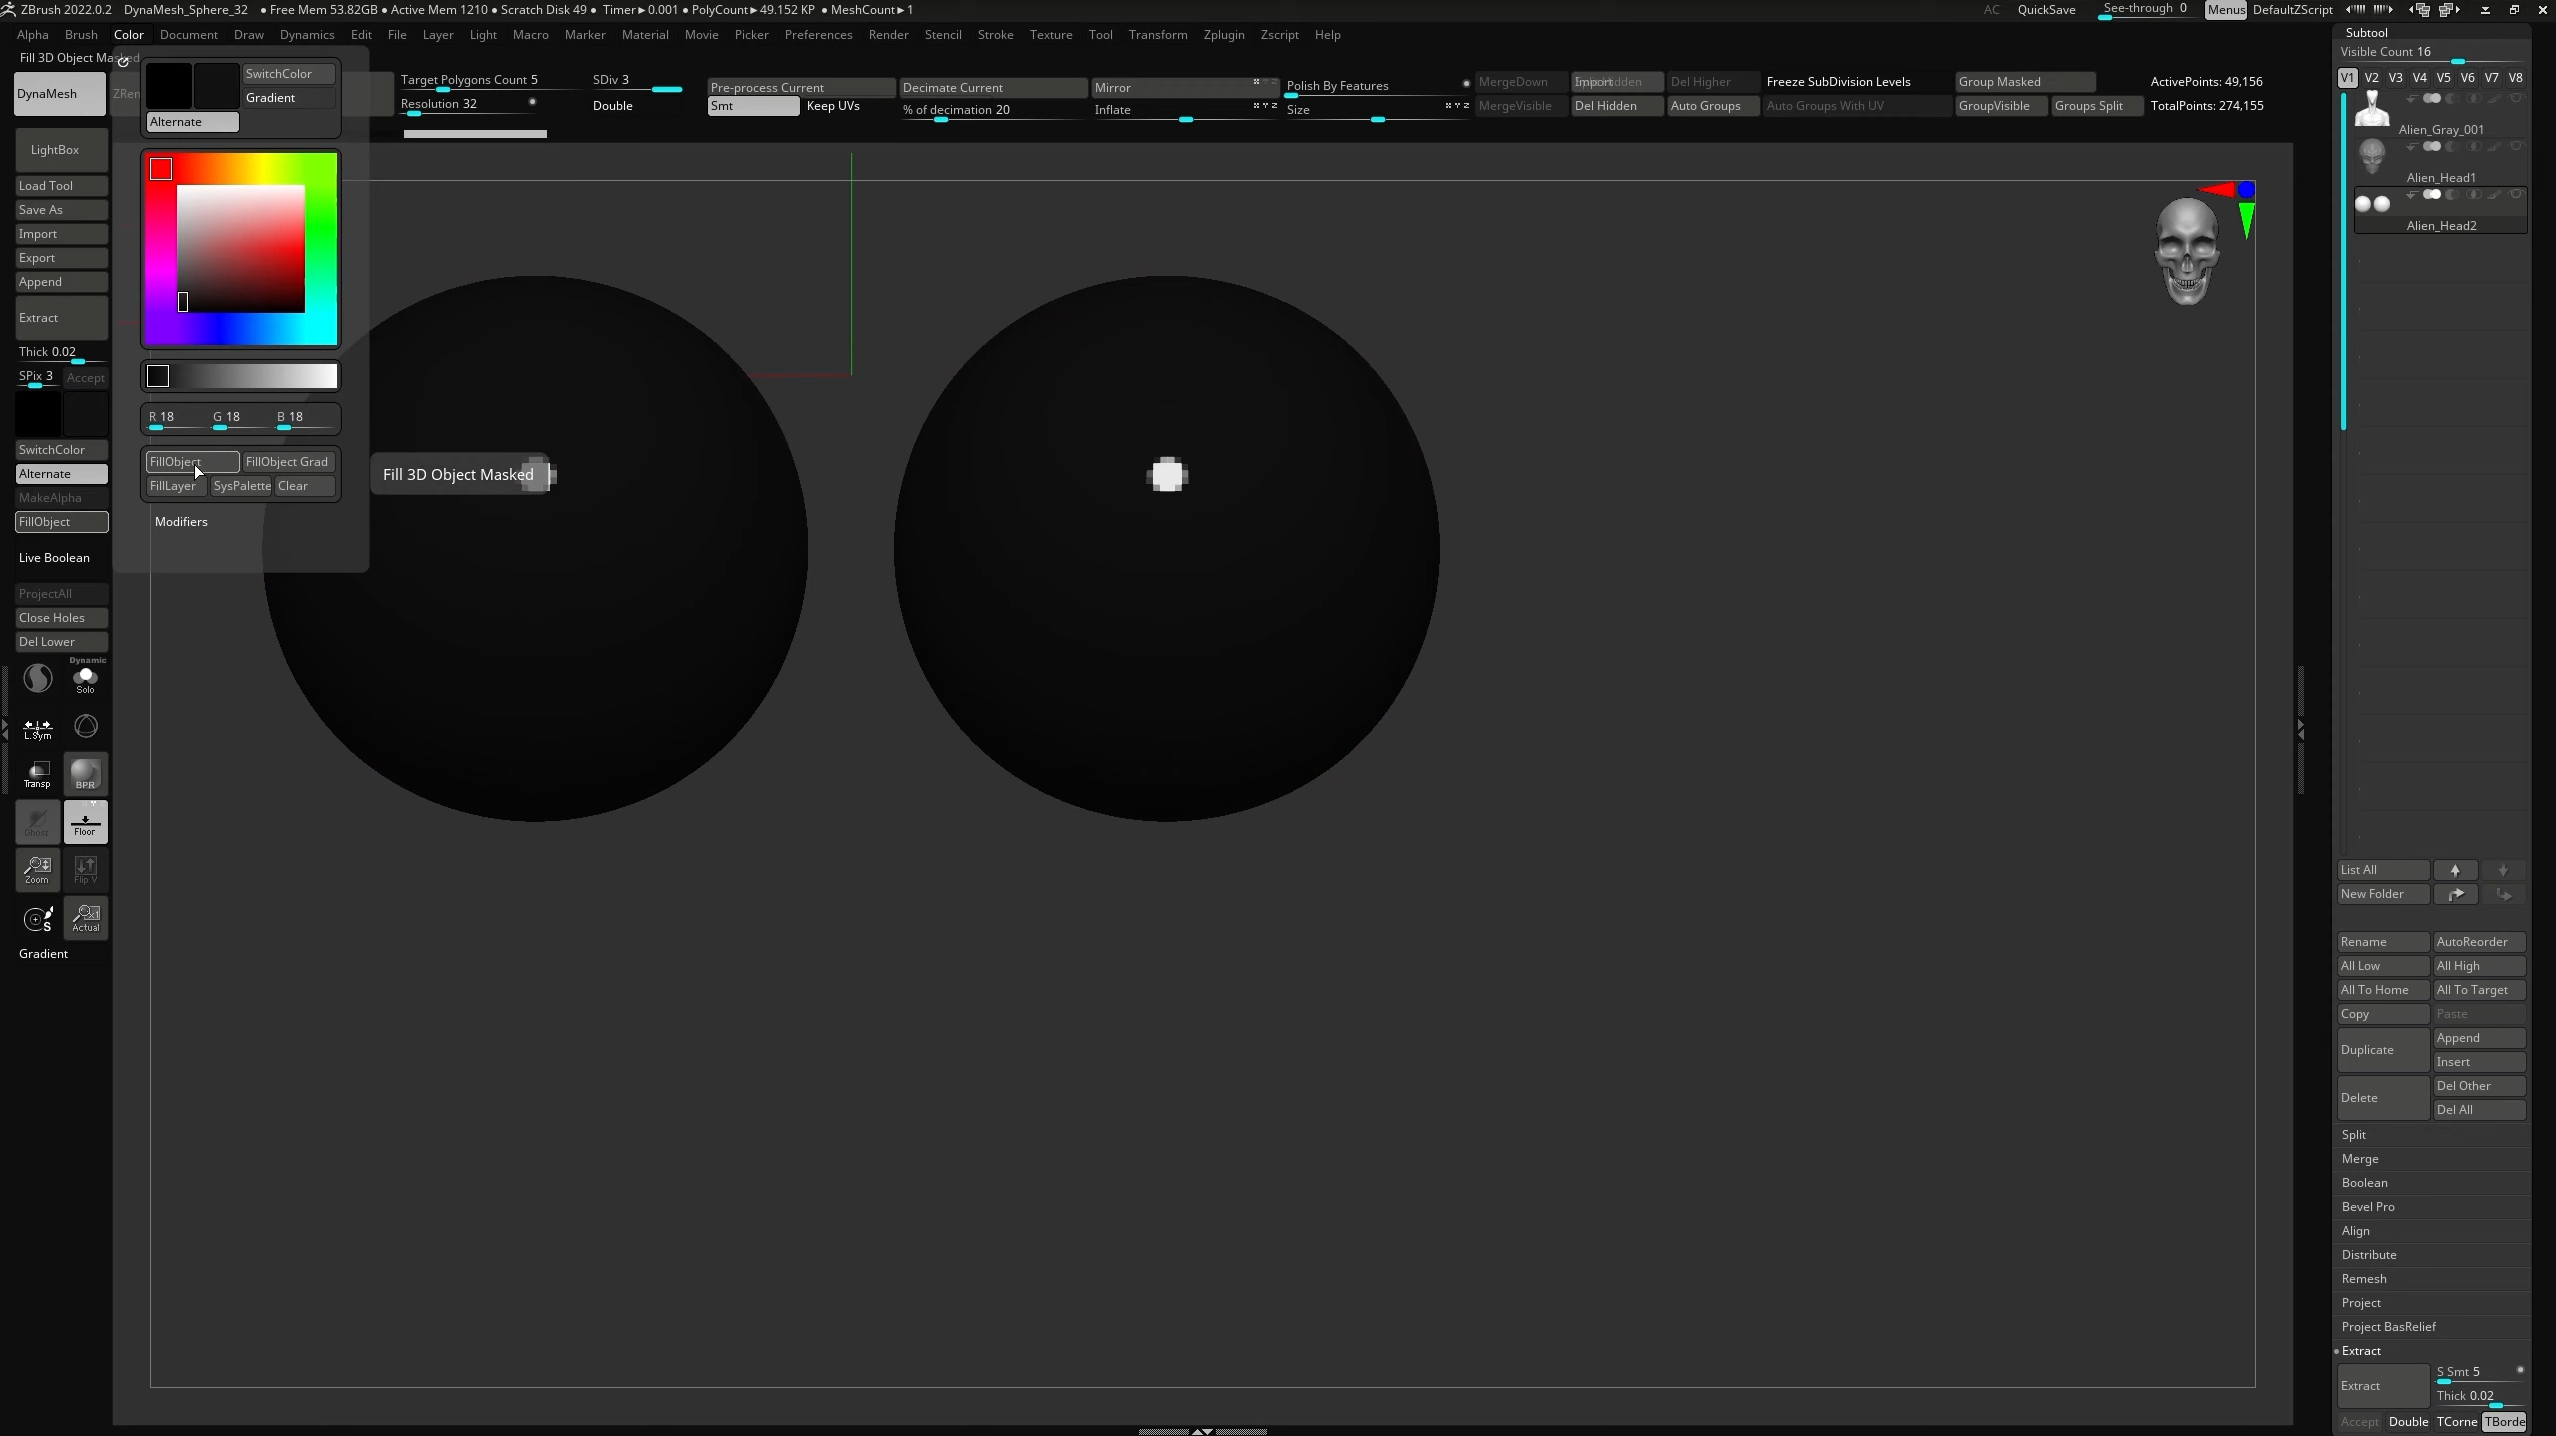 ZBrush 2022.0.2 DynaMesh_Sphere_32 • Free Mem 53.82GB • Active Mem 1210 • Scratch Disk 49 • Timer►0.001 • PolyCount►49.152 KP • MeshCount►1 AC QuickSave See-through 0 Menus DefaultZScript
Alpha Brush Color Document Draw Dynamics Edit File Layer Light Macro Marker Material Movie Picker Preferences Render Stencil Stroke Texture Tool Transform Zplugin Zscript Help
Fill 3D Object Masked
DynaMesh
SwitchColor
Gradient
Alternate
Target Polygons Count 5
Resolution 32
SDiv 3
Double
Pre-process Current
Smt Keep UVs
Decimate Current
% of decimation 20
Mirror
Inflate
Polish By Features
Size
MergeDown
MergeVisible
Import
Del Hidden
Del Higher
Auto Groups
Freeze SubDivision Levels
Auto Groups With UV
Group Masked
GroupVisible Groups Split
ActivePoints: 49,156
TotalPoints: 274,155
LightBox
Load Tool
Save As
Import
Export
Append
Extract
Thick 0.02
SPix 3 Accept
SwitchColor
Alternate
MakeAlpha
FillObject
Live Boolean
ProjectAll
Close Holes
Del Lower
Dynamic
Solo
L.Sym
Transp BPR
Ghost Floor
Zoom Flip V
S Actual
Gradient
R 18 G 18 B 18
FillObject FillObject Grad
FillLayer SysPalette Clear
Modifiers
Fill 3D Object Masked
Subtool
Visible Count 16
V1 V2 V3 V4 V5 V6 V7 V8
Alien_Gray_001
Alien_Head1
Alien_Head2
List All
New Folder
Rename AutoReorder
All Low All High
All To Home All To Target
Copy Paste
Duplicate Append
Insert
Delete Del Other
Del All
Split
Merge
Boolean
Bevel Pro
Align
Distribute
Remesh
Project
Project BasRelief
Extract
Extract S Smt 5
Thick 0.02
Accept Double TCorne TBorde